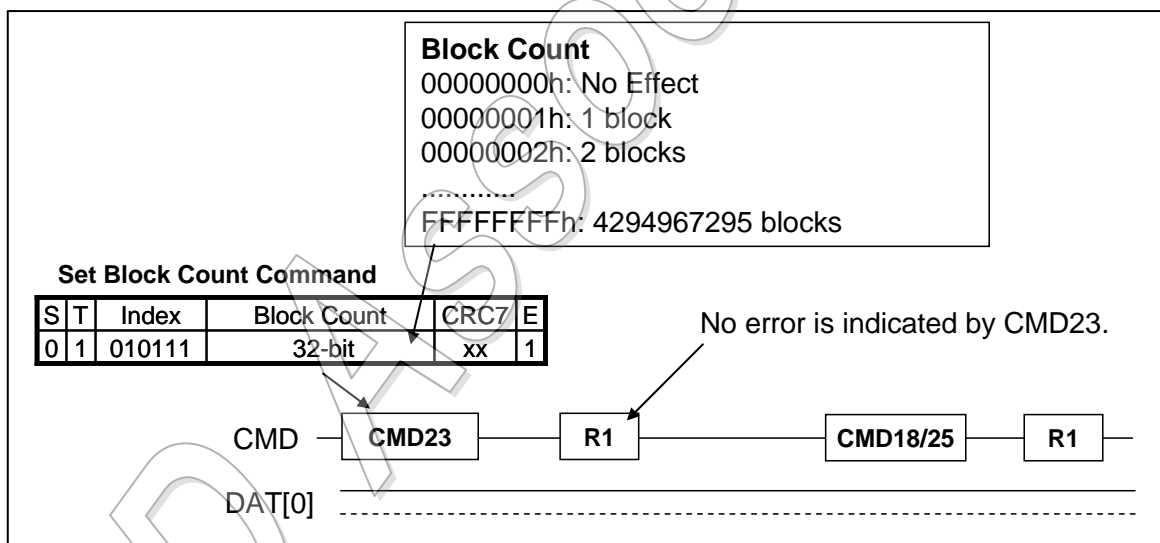 Block Count
00000000h: No Effect
00000001h: 1 block
00000002h: 2 blocks
............
FFFFFFFFh: 4294967295 blocks
Set Block Count Command
S T Index Block Count CRC7 E
0 1 010111 32-bit xx 1
No error is indicated by CMD23.
CMD CMD23 R1 CMD18/25 R1
DAT[0]
D Assoc